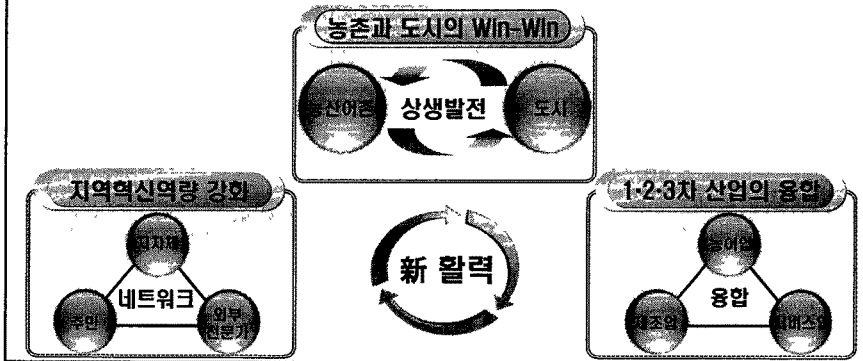 농촌과 도시의 Win-Win
농산어촌
상생발전
도시
지역혁신역량 강화
지자체
네트워크
주민
외부
전문가
新 활력
1·2·3차 산업의 융합
농어업
융합
제조업
서비스업